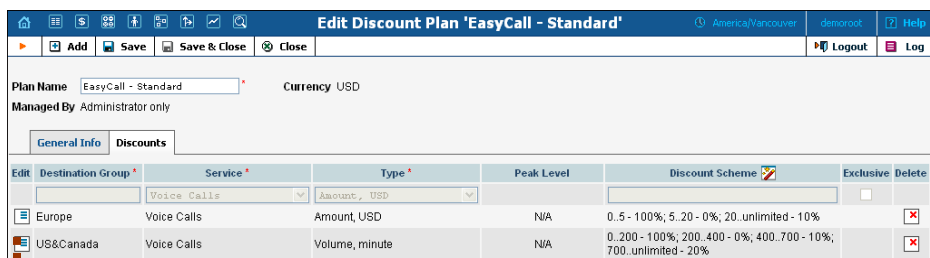 Edit Discount Plan 'EasyCall - Standard' America/Vancouver demoroot ? Help
Add Save Save & Close Close Logout Log
Plan Name EasyCall - Standard * Currency USD
Managed By Administrator only
General Info Discounts
Edit Destination Group * Service * Type * Peak Level Discount Scheme Exclusive Delete
Voice Calls Amount, USD
Europe Voice Calls Amount, USD N/A 0..5 - 100%; 5..20 - 0%; 20..unlimited - 10%
US&Canada Voice Calls Volume, minute N/A 0..200 - 100%; 200..400 - 0%; 400..700 - 10%;
700..unlimited - 20%